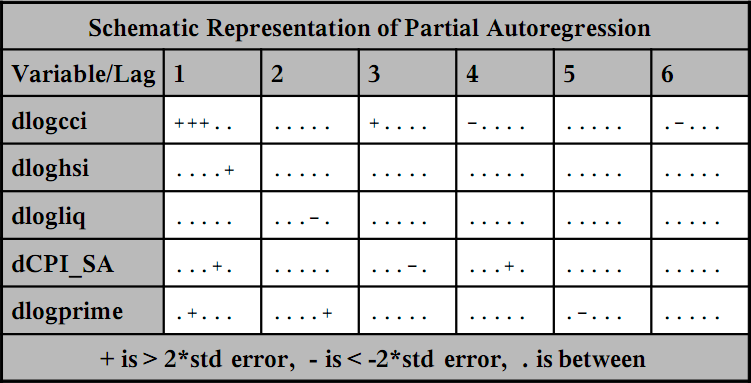 Schematic Representation of Partial Autoregression
Variable/Lag 1 2 3 4 5 6
dlogcci +++.. ..... +.... -.... ..... .-...
dloghsi ....+ ..... ..... ..... ..... .....
dlogliq ..... ...-. ..... ..... ..... .....
dCPI_SA ...+. ..... ...-. ...+. ..... .....
dlogprime .+... ....+ ..... ..... .-... .....
+ is > 2*std error, - is < -2*std error, . is between